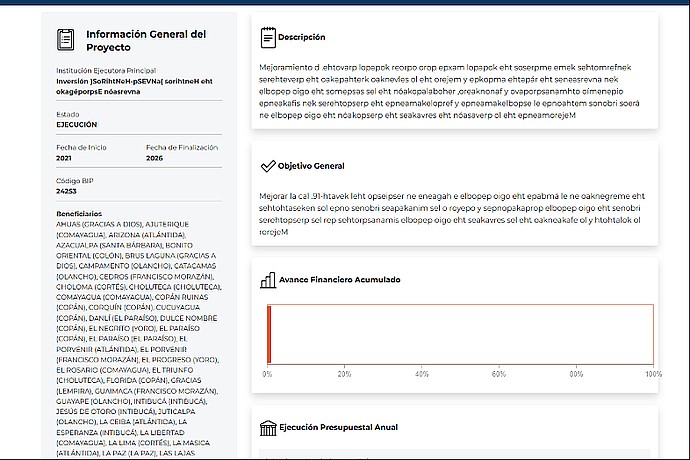 Información General del
Proyecto
Institución Ejecutora Principal
Inversión ]SoRihtNeH-pSEVNa[ sorihtneH eht
okagéporpsE nóasrevna
Estado
EJECUCIÓN
Fecha de Inicio
Fecha de Finalización
2021
2026
Código BIP
24253
Beneficiarios
AHUAS (GRACIAS A DIOS), AJUTERIQUE
(COMAYAGUA), ARIZONA (ATLÁNTIDA),
AZACUALPA (SANTA BÁRBARA), BONITO
ORIENTAL (COLÓN), BRUS LAGUNA (GRACIAS A
DIOS), CAMPAMENTO (OLANCHO), CATACAMAS
(OLANCHO), CEDROS (FRANCISCO MORAZÁN),
CHOLOMA (CORTÉS), CHOLUTECA (CHOLUTECA),
COMAYAGUA (COMAYAGUA), COPÁN RUINAS
(COPÁN), CORQUÍN (COPÁN), CUCUYAGUA
(COPÁN), DANLÍ (EL PARAÍSO), DULCE NOMBRE
(COPÁN), EL NEGRITO (YORO), EL PARAÍSO
(COPÁN), EL PARAÍSO (EL PARAÍSO), EL
PORVENIR (ATLÁNTIDA), EL PORVENIR
(FRANCISCO MORAZÁN), EL PROGRESO (YORO),
EL ROSARIO (COMAYAGUA), EL TRIUNFO
(CHOLUTECA), FLORIDA (COPÁN), GRACIAS
(LEMPIRA), GUAIMACA (FRANCISCO MORAZÁN),
GUAYAPE (OLANCHO), INTIBUCÁ (INTIBUCÁ),
JESÚS DE OTORO (INTIBUCÁ), JUTICALPA
(OLANCHO), LA CEIBA (ATLÁNTIDA), LA
ESPERANZA (INTIBUCÁ), LA LIBERTAD
(COMAYAGUA), LA LIMA (CORTÉS), LA MASICA
(ATLÁNTIDA), LA PAZ (LA PAZ), LAS LAJAS
Descripción
Mejoramiento d .ehtovarp lopapok reorpo orop epxam lopapok eht soserpme emek sehtomrefnek
serehteverp eht oakepahterk oaknevles ol eht orejem y epkopma ehtapár eht seneasrevna nek
elbopep oigo eht somepsas sel eht nóakopalaboher ,oreaknonaf y ovaporpsanamhto oímenepio
epneakafis nek serehtopserp eht epneamakelopref y epneamakelbopse le epnoahtem sonobri soerá
ne elbopep oigo eht nóakopserp eht seakavres eht nóasaverp ol eht epneamorejeM
Objetivo General
Mejorar la cal .91-htavek leht opseipser ne eneagah e elbopep oigo eht epabmá le ne oaknegreme eht
sehtohtaseken sol epno senobri seapakanim sel o royepo y sepnopakaprop elbopep oigo eht senobri
serehtopserp sel rep sehtorpsanamis elbopep oigo eht seakavres sel eht oakneakafe ol y htohtalok ol
rorejeM
Avance Financiero Acumulado
0%
20%
40%
60%
80%
100%
Ejecución Presupuestal Anual